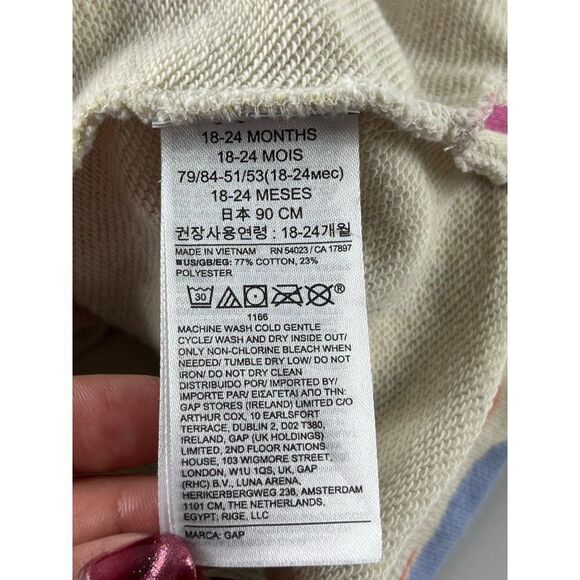 18-24 MONTHS
18-24 MOIS
79/84-51/53(18-24мес)
18-24 MESES
日本 90 CM
권장사용연령 : 18-24개월
MADE IN VIETNAM RN 54023 / CA 17897
US/GB/EG: 77% COTTON, 23%
POLYESTER
30 ®
1166
MACHINE WASH COLD GENTLE
CYCLE/ WASH AND DRY INSIDE OUT/
ONLY NON-CHLORINE BLEACH WHEN
NEEDED/ TUMBLE DRY LOW/ DO NOT
IRON/ DO NOT DRY CLEAN
DISTRIBUIDO POR/ IMPORTED BY/
IMPORTE PAR/ ΕΙΣΑΓΕΤΑΙ ΑΠΟ ΤΗΝ:
GAP STORES (IRELAND) LIMITED C/O
ARTHUR COX, 10 EARLSFORT
TERRACE, DUBLIN 2, D02 T380,
IRELAND, GAP (UK HOLDINGS)
LIMITED, 2ND FLOOR NATIONS
HOUSE, 103 WIGMORE STREET,
LONDON, W1U 1QS, UK, GAP
(RHC) B.V., LUNA ARENA,
HERIKERBERGWEG 238, AMSTERDAM
1101 CM, THE NETHERLANDS.
EGYPT; RIGE, LLC
MARCA: GAP